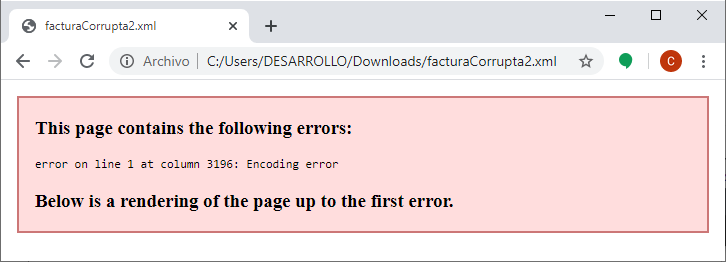 facturaCorrupta2.xml
Archivo
C:/Users/DESARROLLO/Downloads/facturaCorrupta2.xml
C
This page contains the following errors:
error on line 1 at column 3196: Encoding error
Below is a rendering of the page up to the first error.